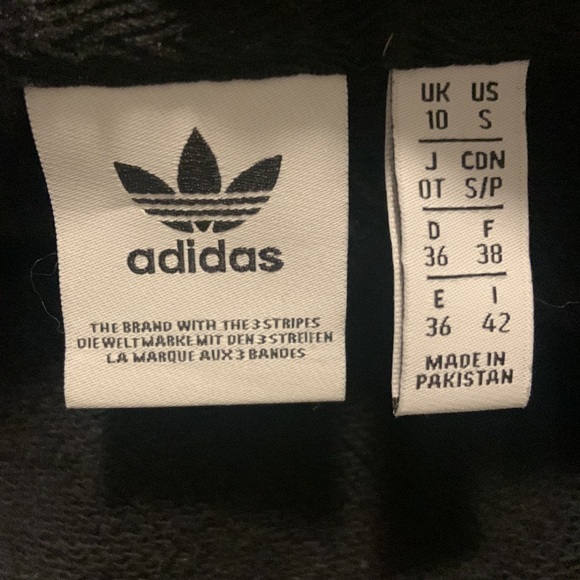 adidas
THE BRAND WITH THE 3 STRIPES
DIE WELTMARKE MIT DEN 3 STREIFEN
LA MARQUE AUX 3 BANDES
UK US
10 S
J CDN
OT S/P
D F
36 38
E I
36 42
MADE IN
PAKISTAN